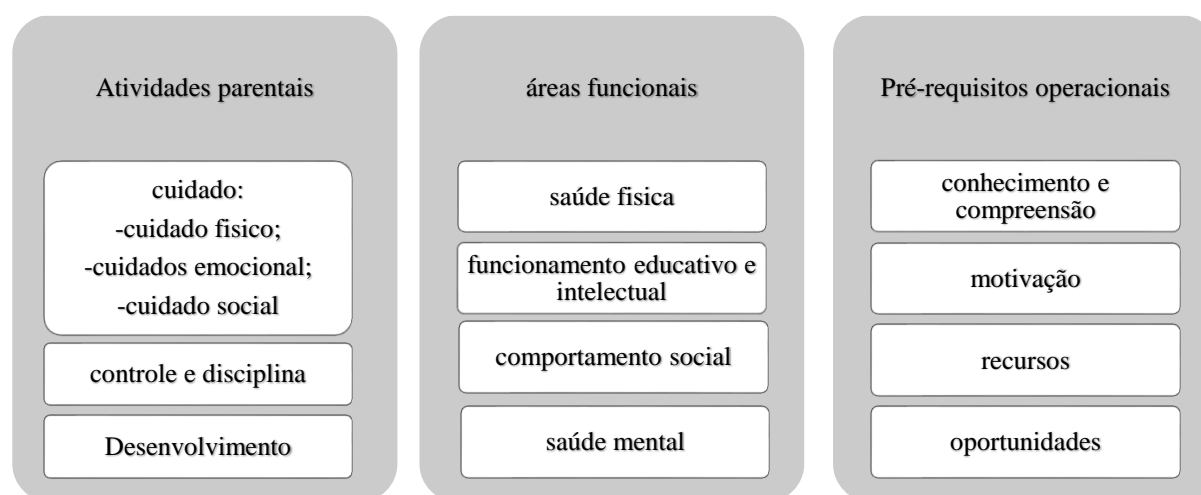 Atividades parentais
cuidado:
-cuidado fisico;
-cuidados emocional;
-cuidado social
controle e disciplina
Desenvolvimento
áreas funcionais
saúde fisica
funcionamento educativo e
intelectual
comportamento social
saúde mental
Pré-requisitos operacionais
conhecimento e
compreensão
motivação
recursos
oportunidades